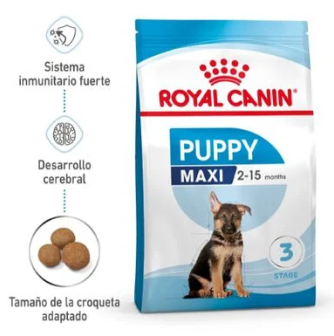 Sistema
inmunitario fuerte
Desarrollo
cerebral
Tamaño de la croqueta
adaptado
ROYAL CANIN®
PUPPY
MAXI 2-15 months
3
STAGE